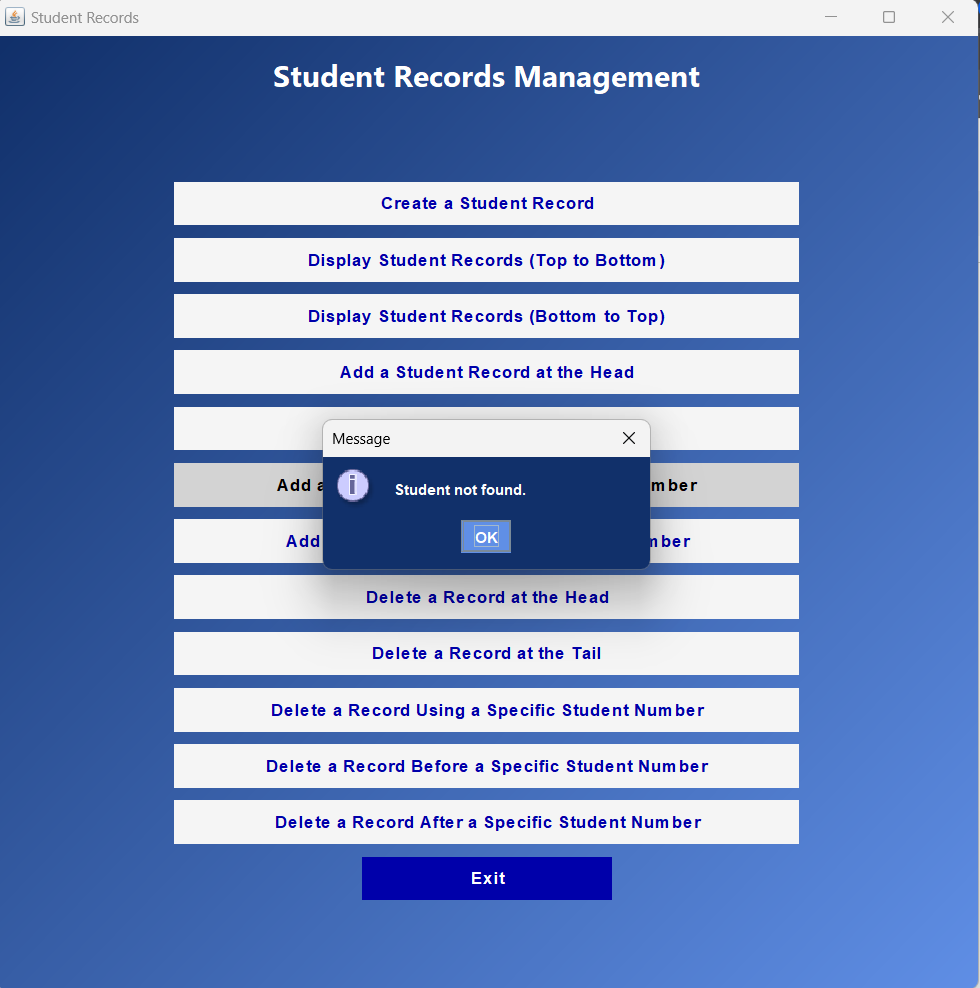 Student Records
Student Records Management
Create a Student Record
Display Student Records (Top to Bottom)
Display Student Records (Bottom to Top)
Add a Student Record at the Head
Message
Student not found.
OK
Add
Add
Delete a Record at the Head
Delete a Record at the Tail
Delete a Record Using a Specific Student Number
Delete a Record Before a Specific Student Number
Delete a Record After a Specific Student Number
Exit